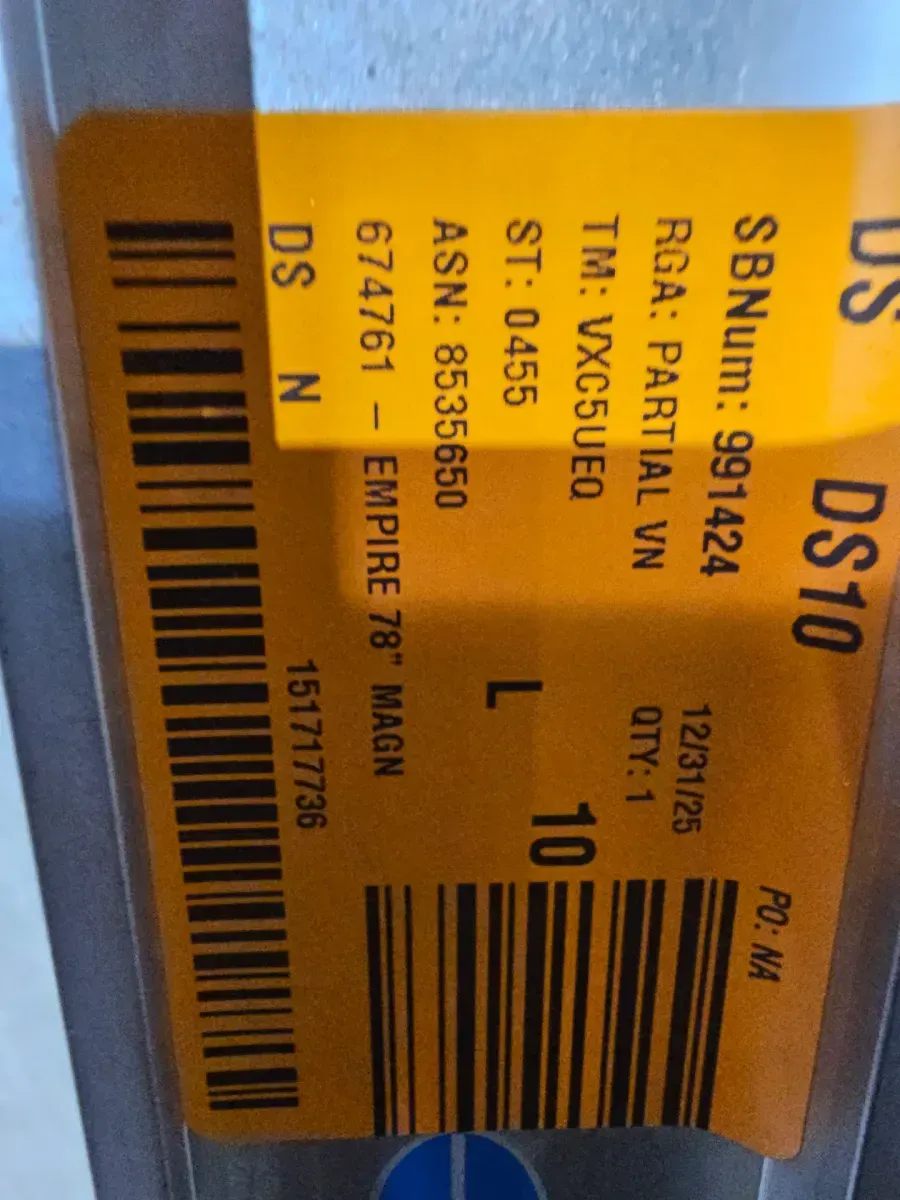 DS DS10
SBNum: 991424
PO: NA
RGA: PARTIAL VN
12/31/25
TM: VXC5UEQ
QTY: 1
ST: 0455
L 10
ASN: 8535650
674761 - EMPIRE 78" MAGN
DS N
151717736